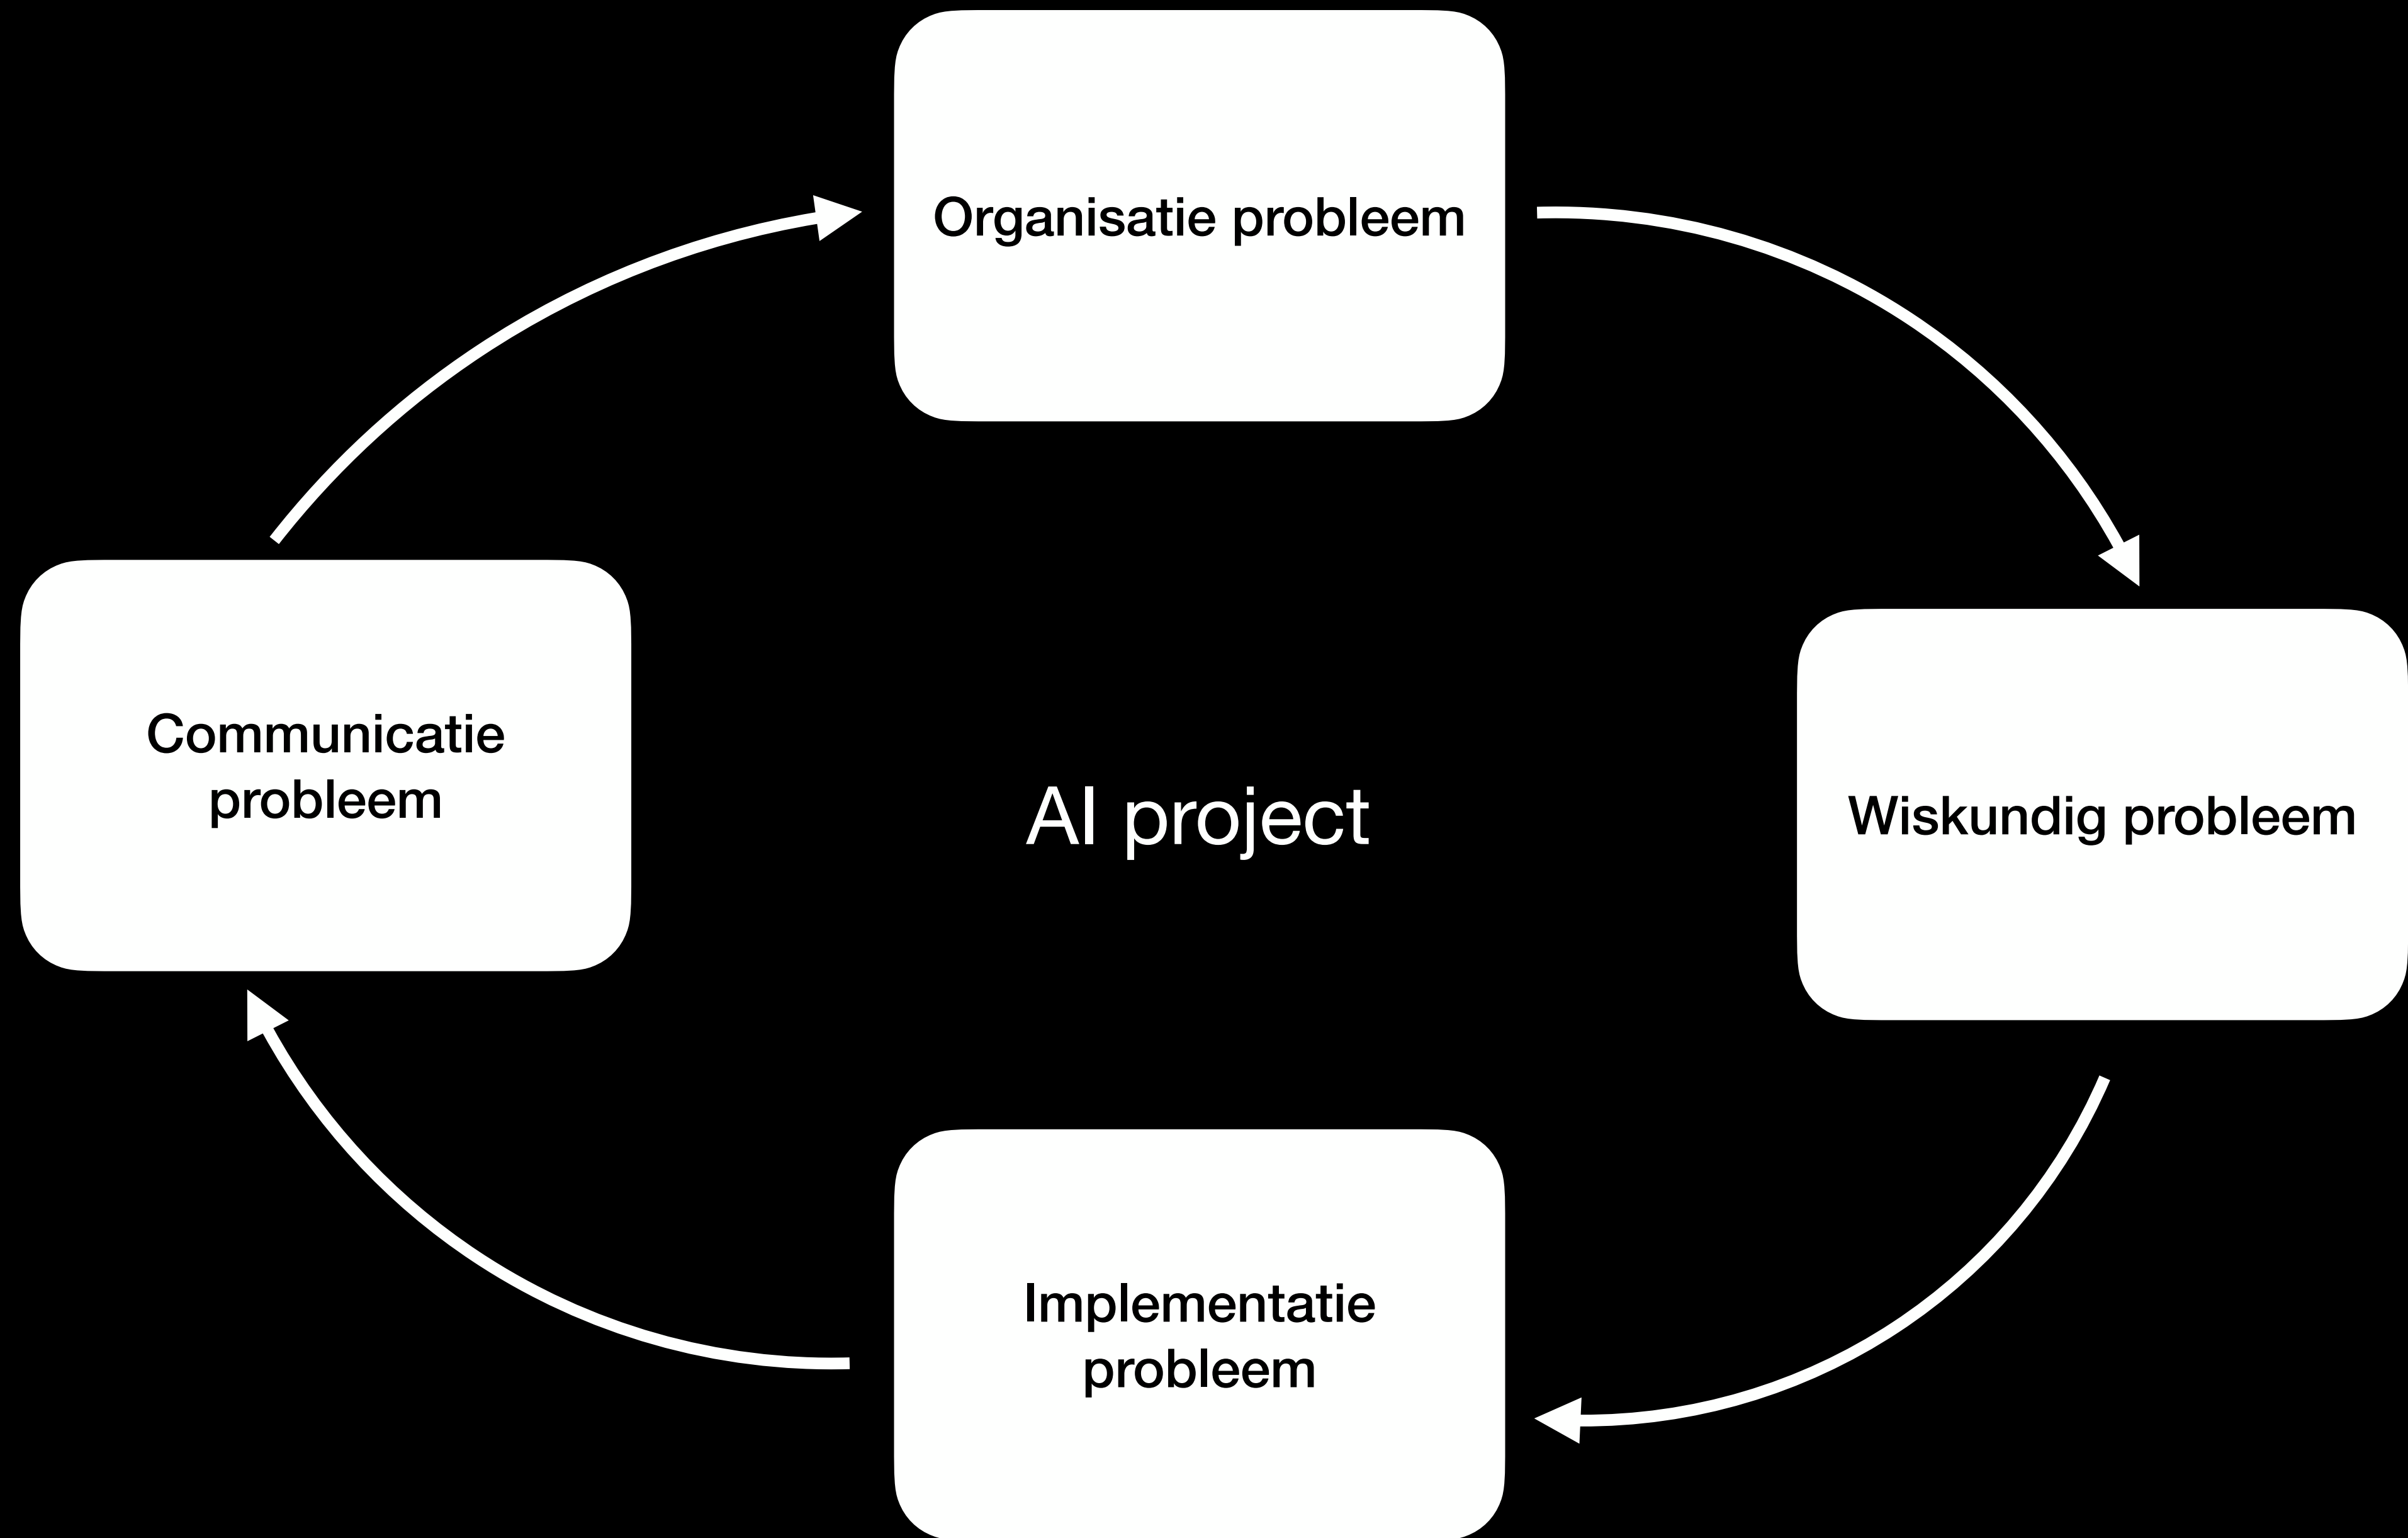 Organisatie probleem
Communicatie
probleem
AI project
Wiskundig probleem
Implementatie
probleem